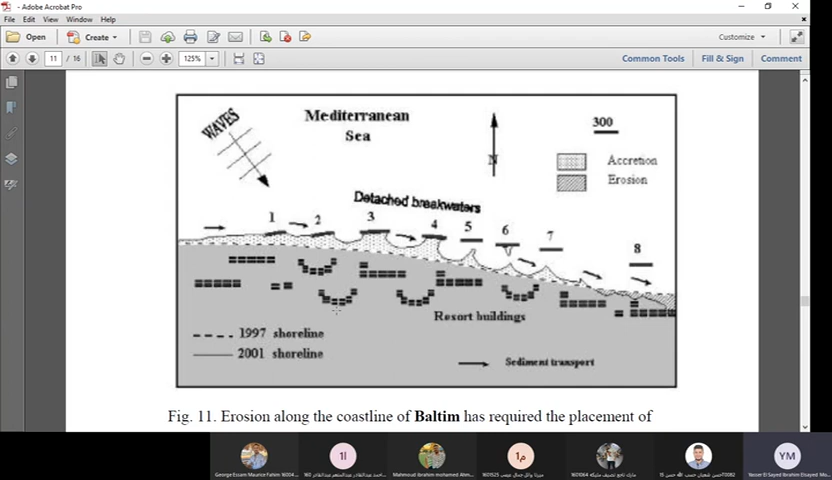 - Adobe Acrobat Pro
File Edit View Window Help
Open Create Customize
11 / 16 125% Common Tools Fill & Sign Comment
Mediterranean
Sea
WAVES
N
300
Accretion
Erosion
Detached breakwaters
1 2 3 4 5 6 7 8
Resort buildings
1997 shoreline
2001 shoreline
Sediment transport
Fig. 11. Erosion along the coastline of Baltim has required the placement of
YM